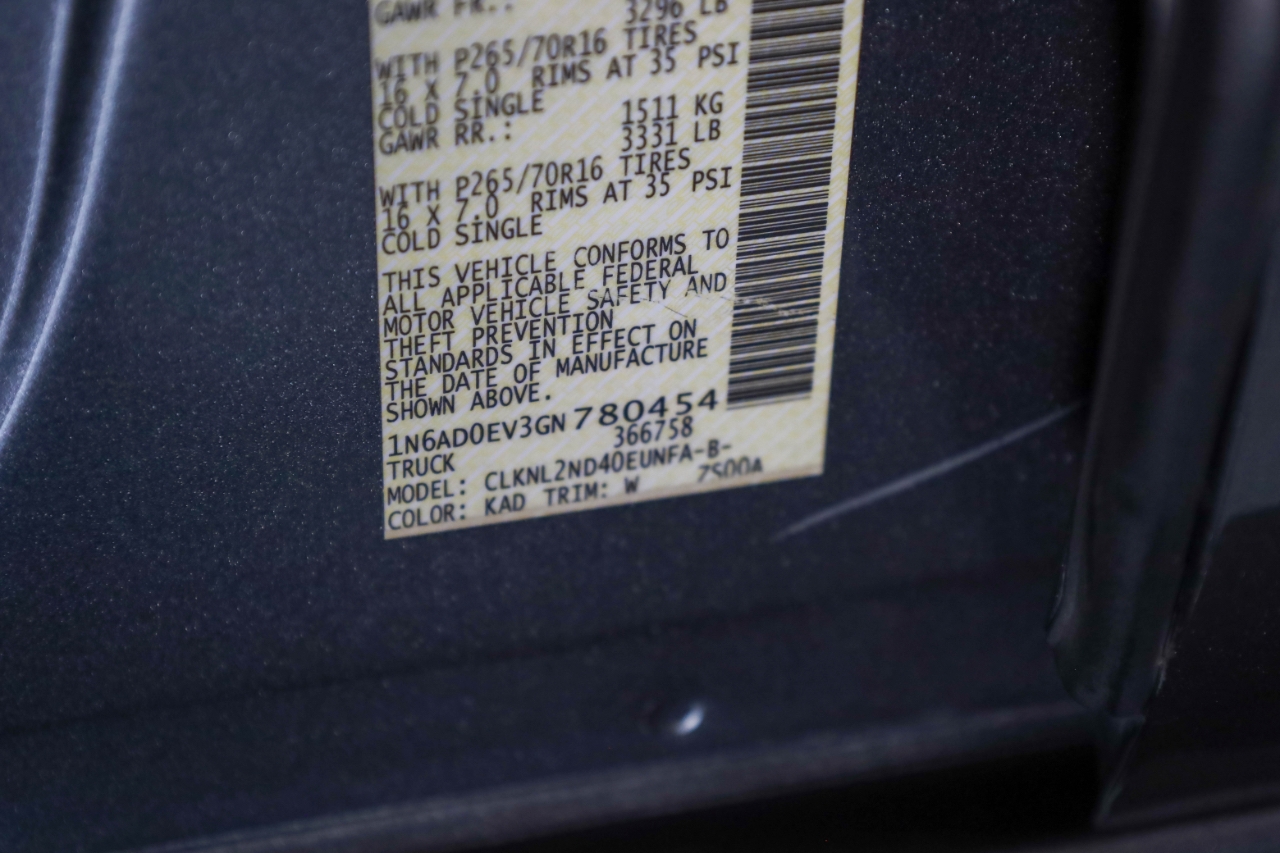 GAWR FR.: 3296 LB
WITH P265/70R16 TIRES
16 X 7.0 RIMS AT 35 PSI
COLD SINGLE
GAWR RR.: 1511 KG
3331 LB
WITH P265/70R16 TIRES
16 X 7.0 RIMS AT 35 PSI
COLD SINGLE
THIS VEHICLE CONFORMS TO
ALL APPLICABLE FEDERAL
MOTOR VEHICLE SAFETY AND
THEFT PREVENTION
STANDARDS IN EFFECT ON
THE DATE OF MANUFACTURE
SHOWN ABOVE.
1N6AD0EV3GN780454
TRUCK 366758
MODEL: CLKNL2ND40EUNFA-B-
COLOR: KAD TRIM: W ZS00A